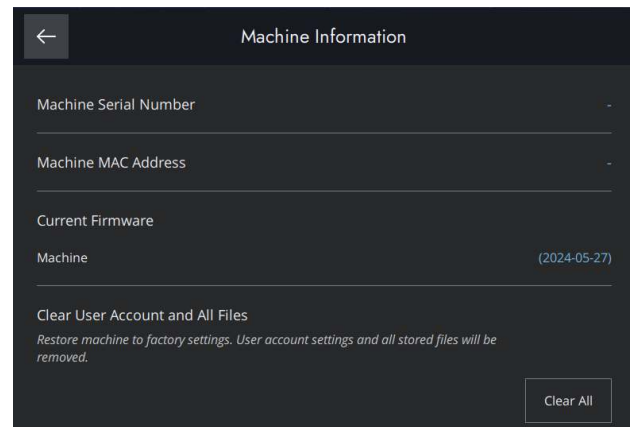 Machine Information
Machine Serial Number -
Machine MAC Address -
Current Firmware
Machine (2024-05-27)
Clear User Account and All Files
Restore machine to factory settings. User account settings and all stored files will be
removed.
Clear All